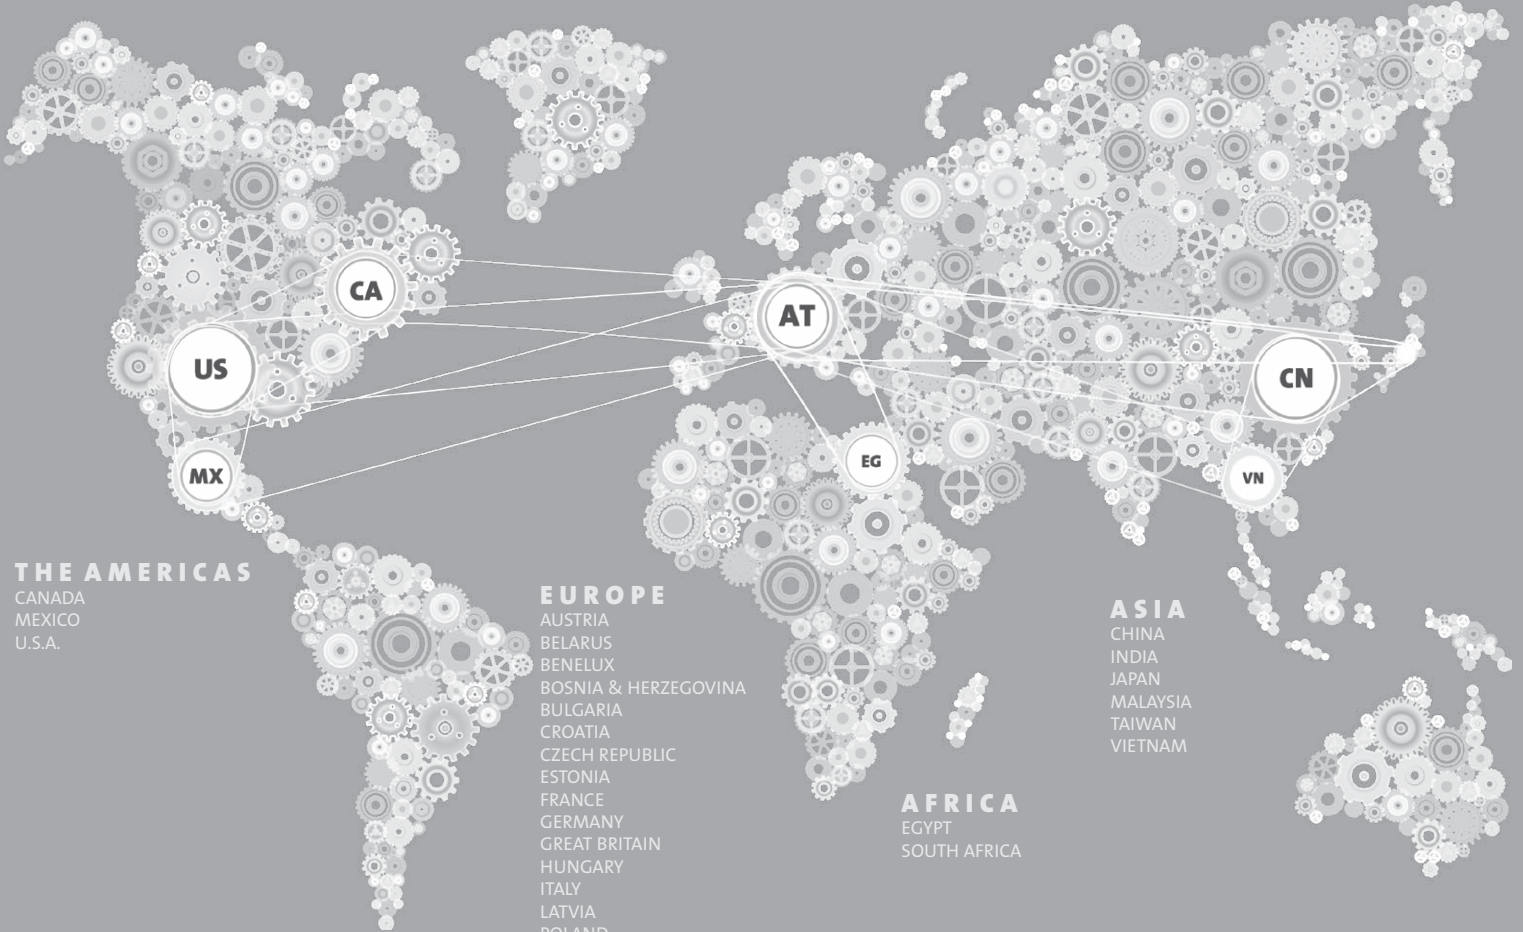 CA
AT
US
CN
MX
EG
VN
THE AMERICAS
CANADA
MEXICO
U.S.A.
EUROPE
AUSTRIA
BELARUS
BENELUX
BOSNIA & HERZEGOVINA
BULGARIA
CROATIA
CZECH REPUBLIC
ESTONIA
FRANCE
GERMANY
GREAT BRITAIN
HUNGARY
ITALY
LATVIA
POLAND
AFRICA
EGYPT
SOUTH AFRICA
ASIA
CHINA
INDIA
JAPAN
MALAYSIA
TAIWAN
VIETNAM